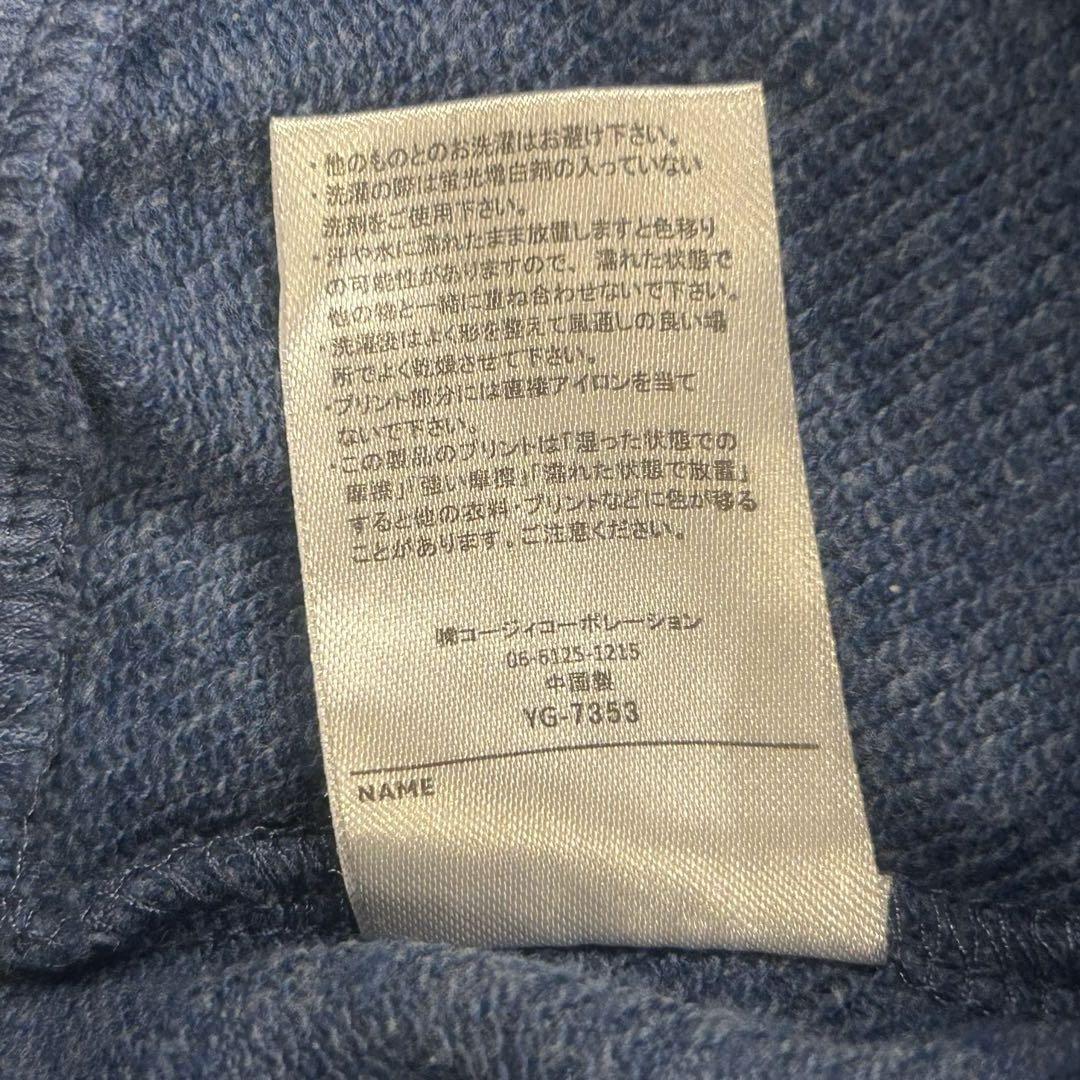 ・他のものとのお洗濯はお避け下さい。
・洗濯の際は蛍光増白剤の入っていない
洗剤をご使用下さい。
・汗や水に濡れたまま放置しますと色移り
の可能性がありますので、濡れた状態で
他の物と一緒に重ね合わせないで下さい。
・洗濯後はよく形を整えて風通しの良い場
所でよく乾燥させて下さい。
・プリント部分には直接アイロンを当て
ないで下さい。
・この製品のプリントは「湿った状態での
摩擦」「強い摩擦」「濡れた状態で放置」
すると他の衣料・プリントなどに色が移る
ことがあります。ご注意ください。
㈱コージィコーポレーション
06-6125-1215
中国製
YG-7353
NAME